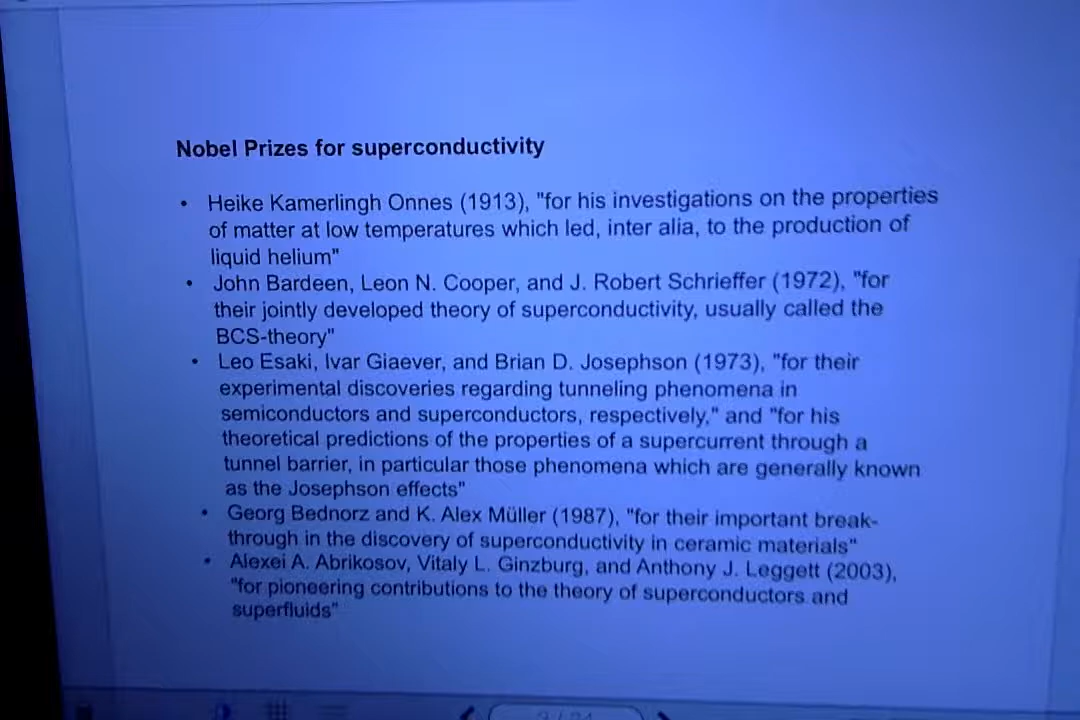 Nobel Prizes for superconductivity
• Heike Kamerlingh Onnes (1913), "for his investigations on the properties
of matter at low temperatures which led, inter alia, to the production of
liquid helium"
• John Bardeen, Leon N. Cooper, and J. Robert Schrieffer (1972), "for
their jointly developed theory of superconductivity, usually called the
BCS-theory"
• Leo Esaki, Ivar Giaever, and Brian D. Josephson (1973), "for their
experimental discoveries regarding tunneling phenomena in
semiconductors and superconductors, respectively," and "for his
theoretical predictions of the properties of a supercurrent through a
tunnel barrier, in particular those phenomena which are generally known
as the Josephson effects"
• Georg Bednorz and K. Alex Müller (1987), "for their important break-
through in the discovery of superconductivity in ceramic materials"
• Alexei A. Abrikosov, Vitaly L. Ginzburg, and Anthony J. Leggett (2003),
"for pioneering contributions to the theory of superconductors and
superfluids"